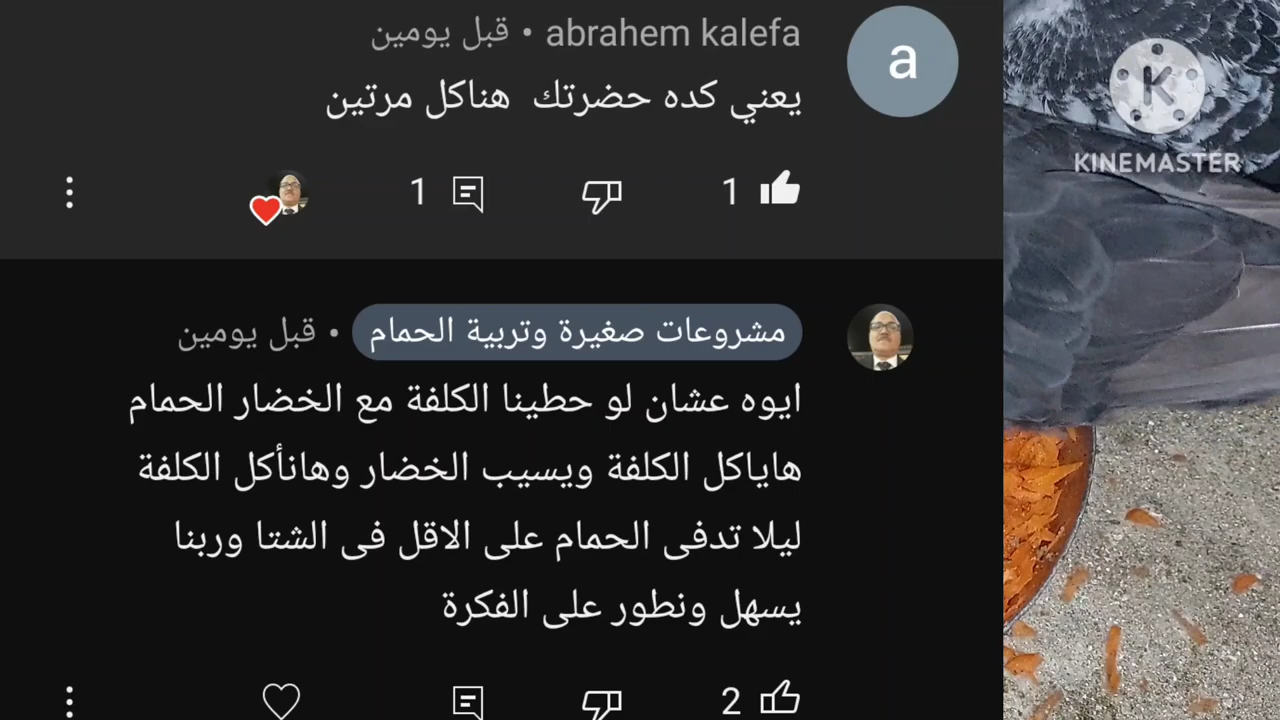 abrahem kalefa • قبل يومين
a
يعني كده حضرتك هناكل مرتين
1
1
مشروعات صغيرة وتربية الحمام • قبل يومين
ايوه عشان لو حطينا الكلفة مع الخضار الحمام
هاياكل الكلفة ويسيب الخضار وهانأكل الكلفة
ليلا تدفى الحمام على الاقل فى الشتا وربنا
يسهل ونطور على الفكرة
2
K
KINEMASTER